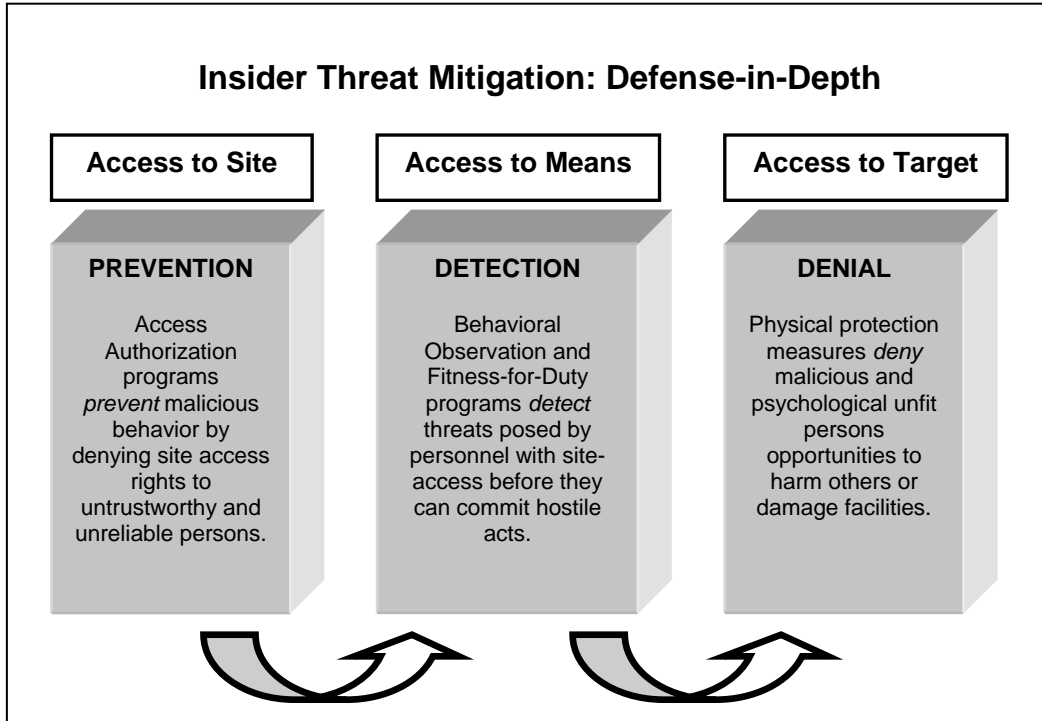 Insider Threat Mitigation: Defense-in-Depth
Access to Site
Access to Means
Access to Target
PREVENTION
Access
Authorization
programs
prevent malicious
behavior by
denying site access
rights to
untrustworthy and
unreliable persons.
DETECTION
Behavioral
Observation and
Fitness-for-Duty
programs detect
threats posed by
personnel with site-
access before they
can commit hostile
acts.
DENIAL
Physical protection
measures deny
malicious and
psychological unfit
persons
opportunities to
harm others or
damage facilities.